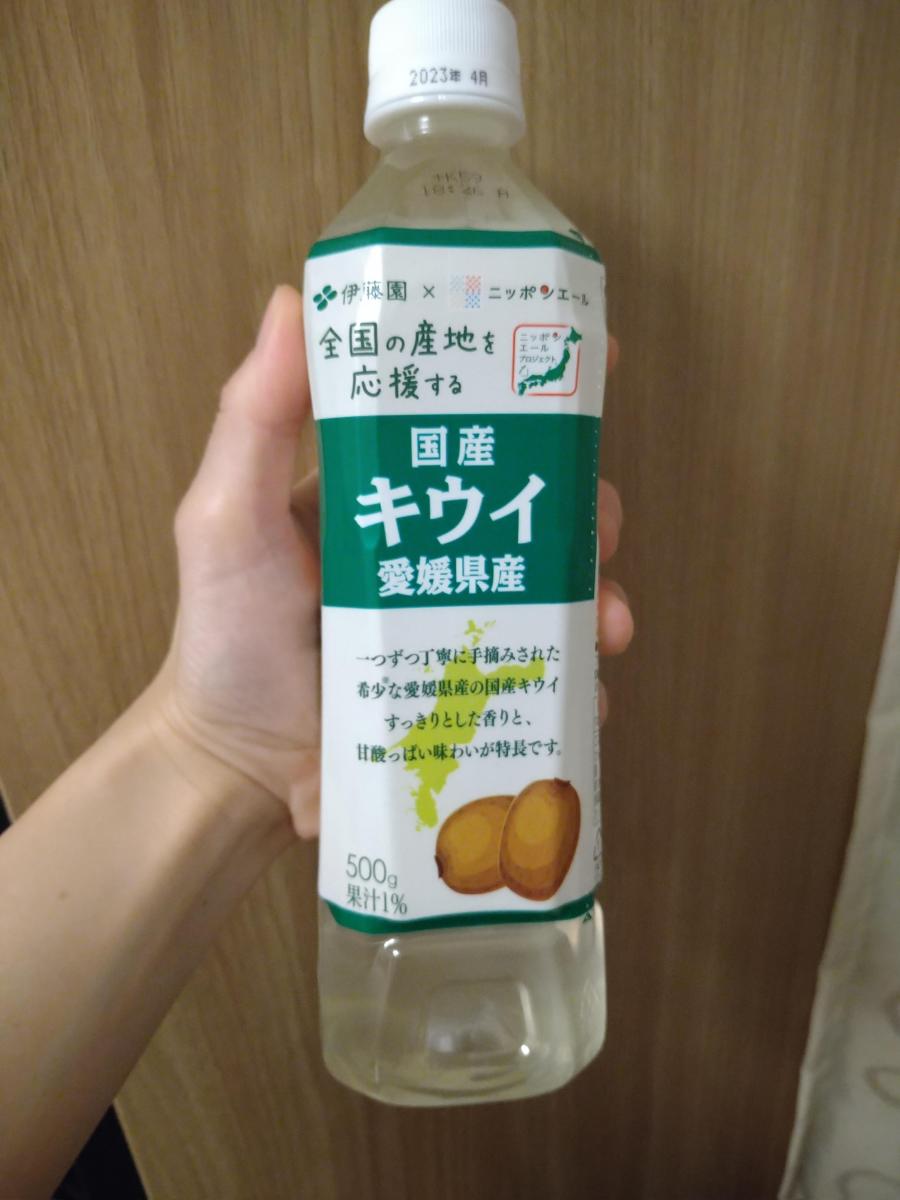 2023年 4月
伊藤園 × ニッポンエール
全国の産地を
応援する
ニッポン
エール
プロジェクト
国産
キウイ
愛媛県産
一つずつ丁寧に手摘みされた
希少な愛媛県産の国産キウイ
すっきりとした香りと、
甘酸っぱい味わいが特長です。
500g
果汁1%